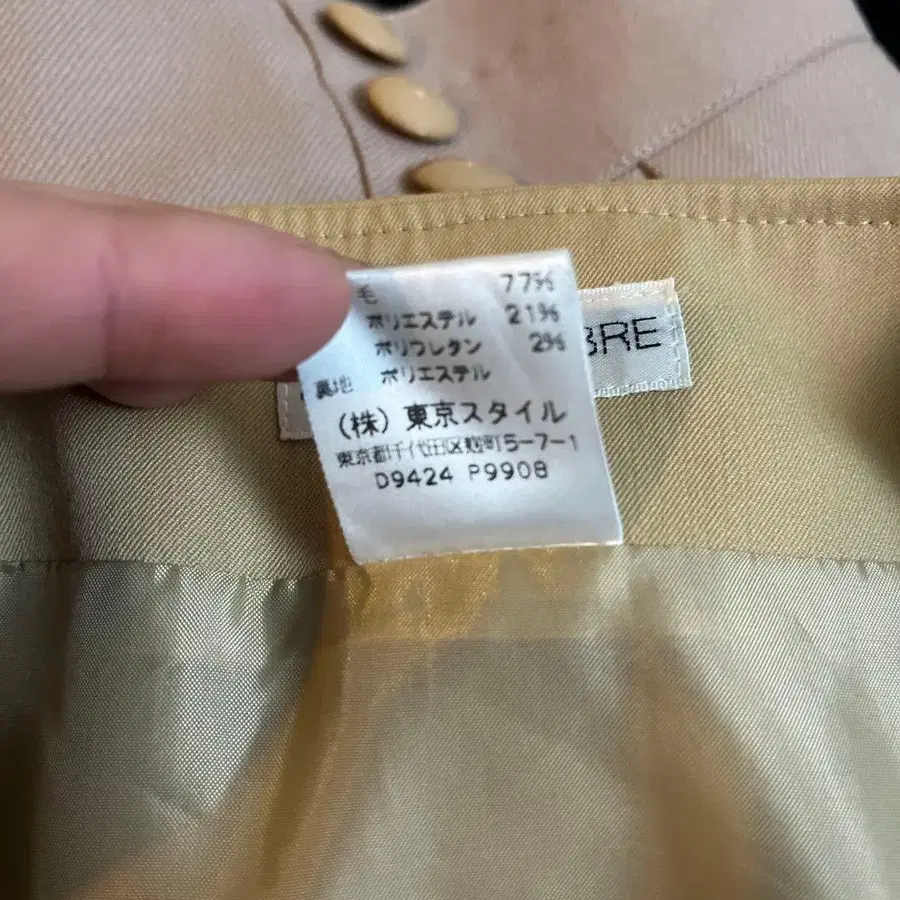 毛 77%
ポリエステル 21%
ポリウレタン 2%
裏地 ポリエステル
(株) 東京スタイル
東京都千代田区麹町5-7-1
D9424 P9908
BRE